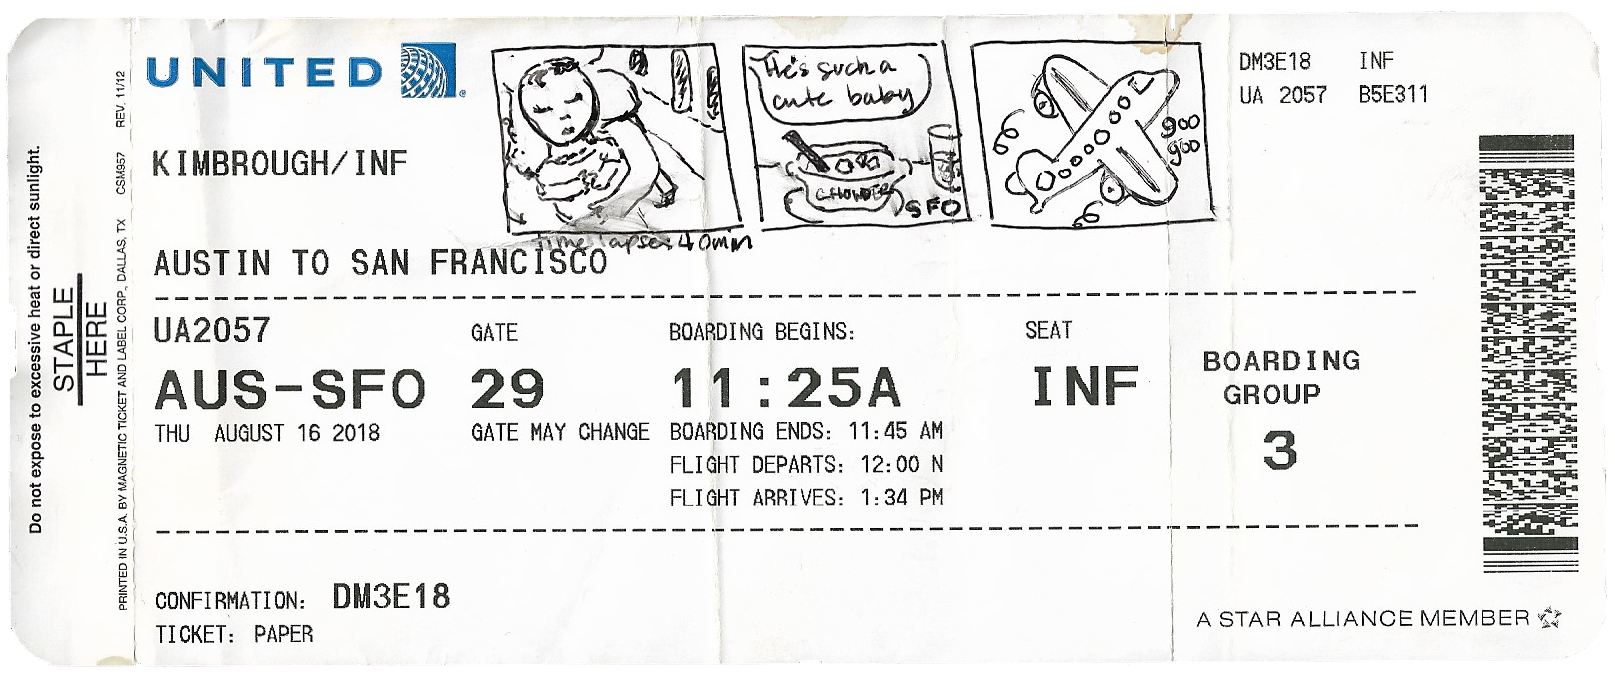 Do not expose to excessive heat or direct sunlight.
STAPLE
HERE
PRINTED IN U.S.A. BY MAGNETIC TICKET AND LABEL CORP., DALLAS, TX CSM957 REV. 11/12
UNITED
He's such a
cute baby
CHOWDER
SFO
goo
goo
DM3E18 INF
UA 2057 B5E311
KIMBROUGH/INF
Time lapses 40min
AUSTIN TO SAN FRANCISCO
UA2057 GATE BOARDING BEGINS: SEAT
AUS-SFO 29 11:25A INF
BOARDING
GROUP
3
THU AUGUST 16 2018 GATE MAY CHANGE BOARDING ENDS: 11:45 AM
FLIGHT DEPARTS: 12:00 N
FLIGHT ARRIVES: 1:34 PM
CONFIRMATION: DM3E18
TICKET: PAPER
A STAR ALLIANCE MEMBER